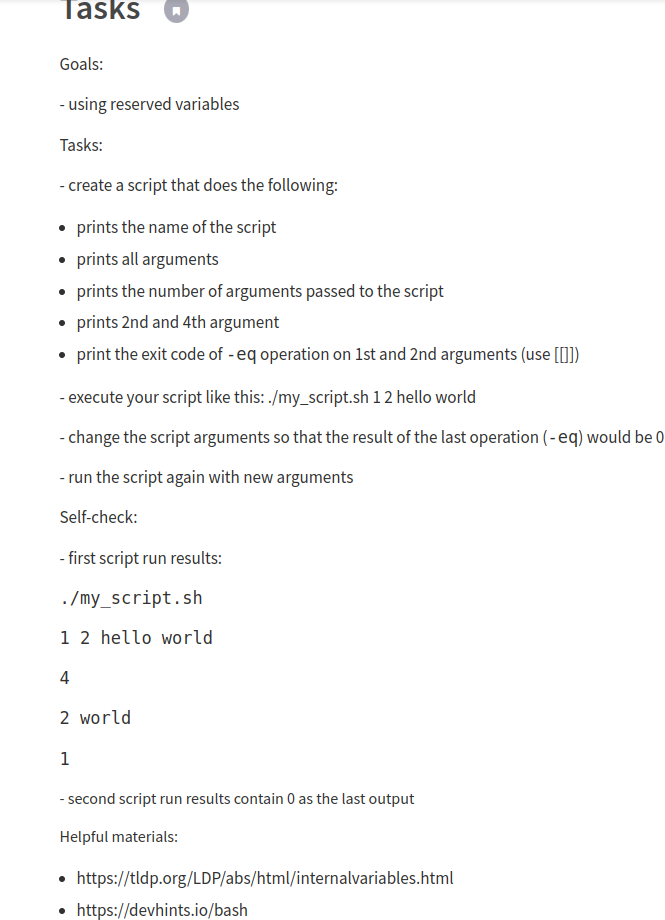 Tasks
Goals:
- using reserved variables
Tasks:
- create a script that does the following:
• prints the name of the script
• prints all arguments
• prints the number of arguments passed to the script
• prints 2nd and 4th argument
• print the exit code of -eq operation on 1st and 2nd arguments (use [[]])
- execute your script like this: ./my_script.sh 1 2 hello world
- change the script arguments so that the result of the last operation (-eq) would be 0
- run the script again with new arguments
Self-check:
- first script run results:
./my_script.sh
1 2 hello world
4
2 world
1
- second script run results contain 0 as the last output
Helpful materials:
• https://tldp.org/LDP/abs/html/internalvariables.html
• https://devhints.io/bash